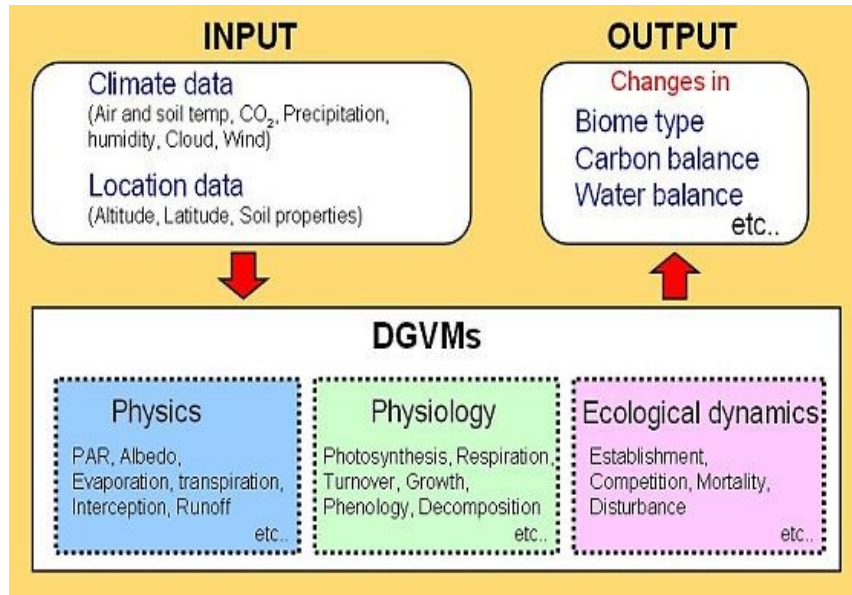 INPUT
Climate data
(Air and soil temp, CO₂, Precipitation,
humidity, Cloud, Wind)
Location data
(Altitude, Latitude, Soil properties)
OUTPUT
Changes in
Biome type
Carbon balance
Water balance
etc..
DGVMs
Physics
PAR, Albedo,
Evaporation, transpiration,
Interception, Runoff
etc..
Physiology
Photosynthesis, Respiration,
Turnover, Growth,
Phenology, Decomposition
etc..
Ecological dynamics
Establishment,
Competition, Mortality,
Disturbance
etc..